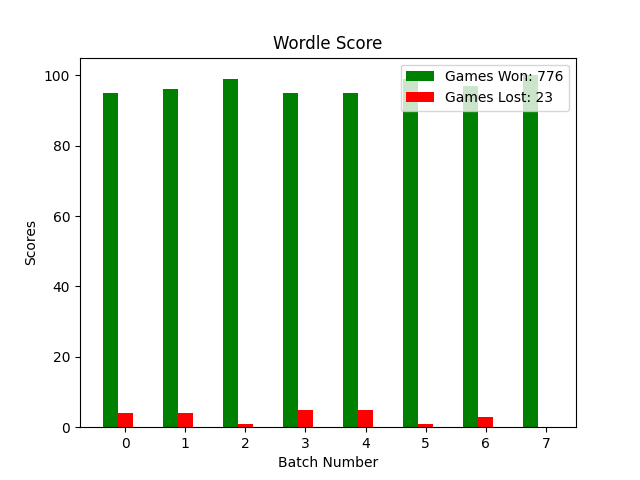 Wordle Score
Games Won: 776
Games Lost: 23
100
80
60
40
20
0
Scores
0 1 2 3 4 5 6 7
Batch Number